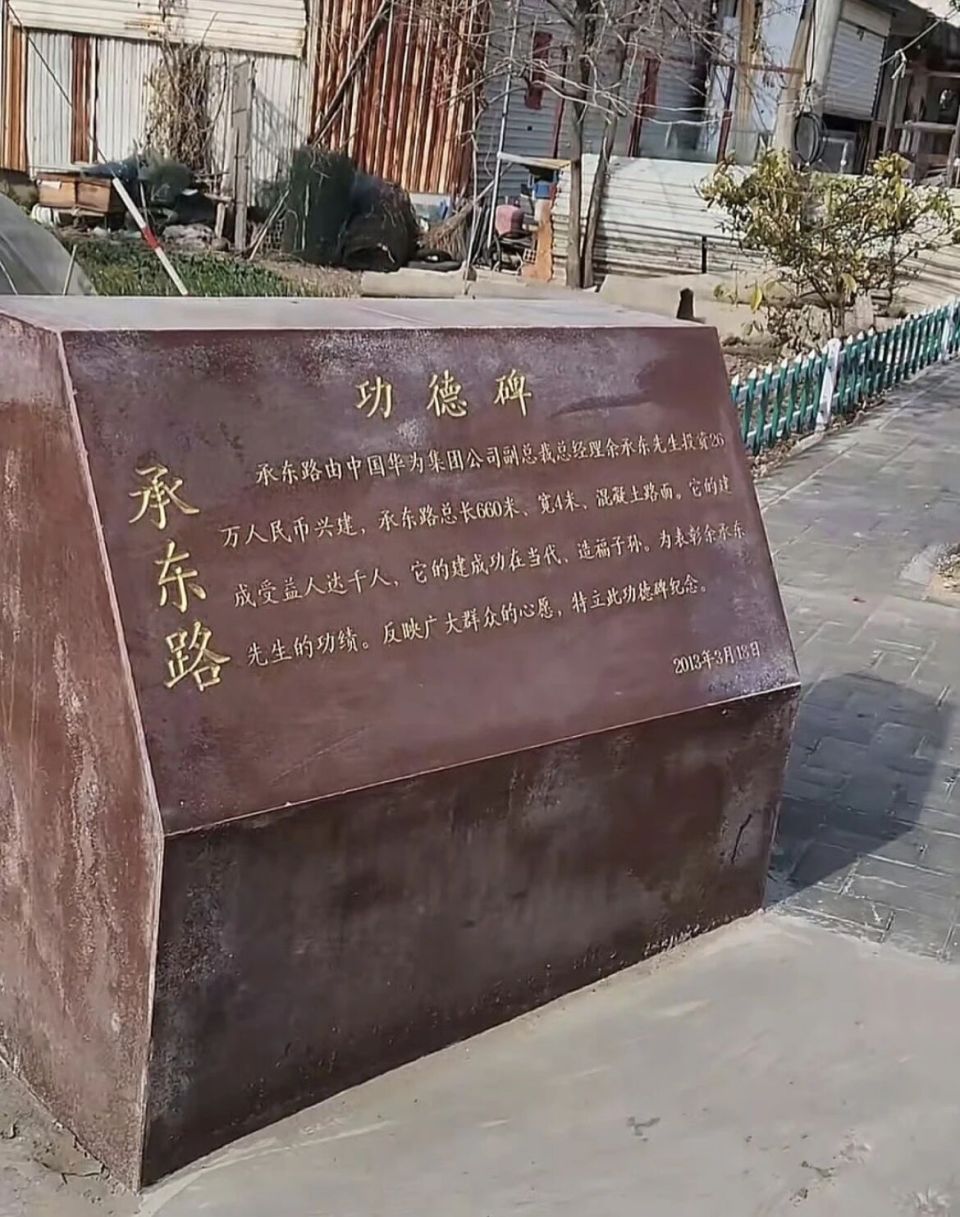 功德碑
承东路
承东路由中国华为集团公司副总裁总经理余承东先生投资26
万人民币兴建，承东路总长660米、宽4米、混凝土路面。它的建
成受益人达千人，它的建成功在当代、造福子孙。为表彰余承东
先生的功绩。反映广大群众的心愿，特立此功德碑纪念。
2013年3月18日